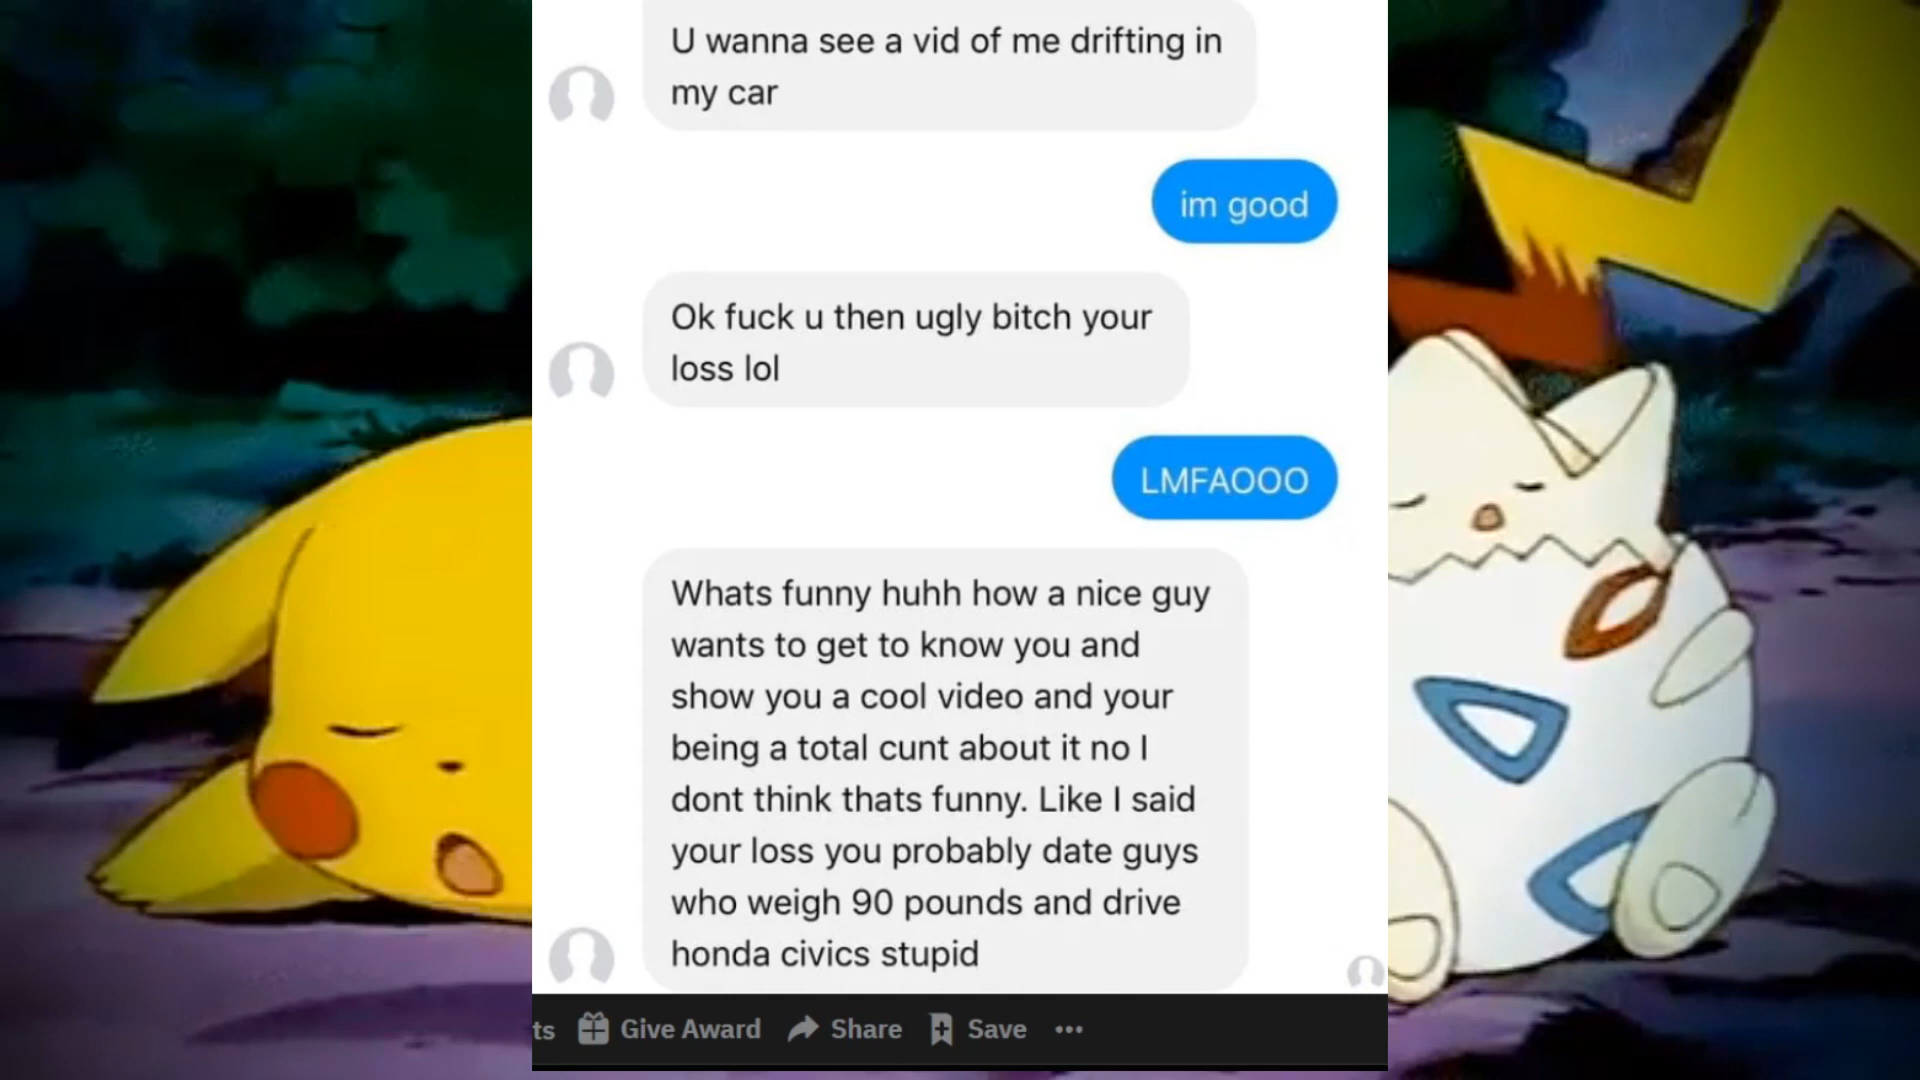 U wanna see a vid of me drifting in
my car
im good
Ok fuck u then ugly bitch your
loss lol
LMFAOOO
Whats funny huhh how a nice guy
wants to get to know you and
show you a cool video and your
being a total cunt about it no I
dont think thats funny. Like I said
your loss you probably date guys
who weigh 90 pounds and drive
honda civics stupid
ts Give Award Share Save